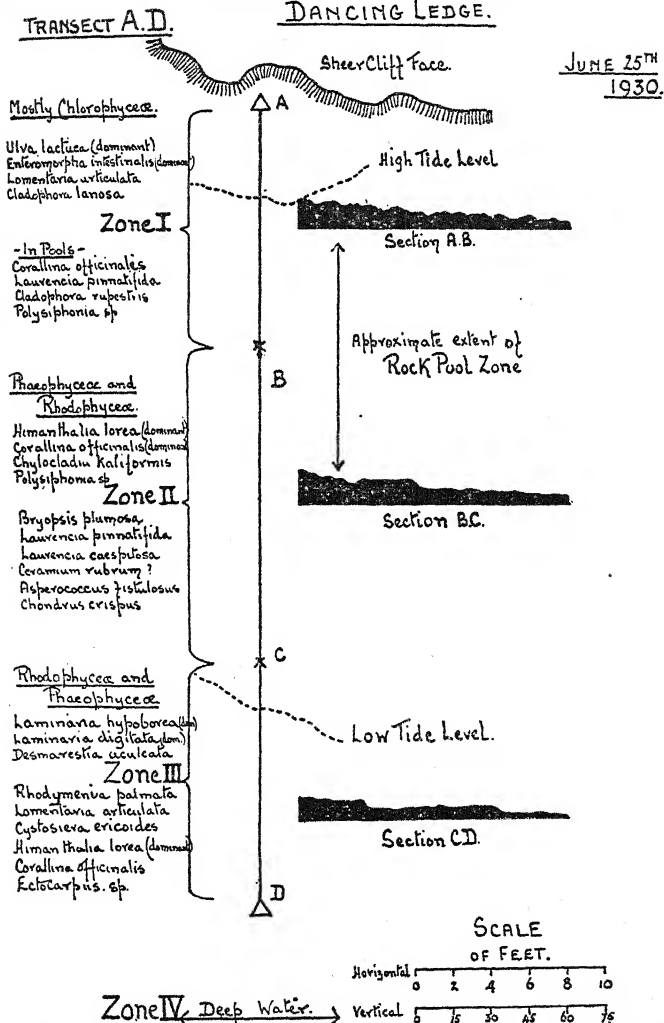 TRANSECT A.D.
DANCING LEDGE.
Sheer Cliff Face.
JUNE 25TH
1930.
A
Mostly Chlorophyceæ.
Ulva lactuca (dominant)
Enteromorpha intestinalis (dominant)
Lomentaria articulata
Cladophora lanosa
High Tide Level
Zone I
Section A.B.
-In Pools-
Corallina officinales
Laurencia pinnatifida
Cladophora rupestris
Polysiphonia sp
Approximate extent of
Rock Pool Zone
B
Phaeophyceæ and
Rhodophyceæ.
Himanthalia lorea (dominant)
Corallina officinalis (dominant)
Chylocladia Kaliformis
Polysiphonia sp
Zone II
Section B.C.
Bryopsis plumosa
Laurencia pinnatifida
Laurencia caespitosa
Ceramium rubrum ?
Asperococcus fistulosus
Chondrus crispus
C
Rhodophyceæ and
Phaeophyceæ
Laminaria hypoborea (dom)
Laminaria digitata (dom.)
Desmarestia aculeata
Low Tide Level.
Zone III
Rhodymenia palmata
Lomentaria articulata
Cystosiera ericoides
Himanthalia lorea (dominant)
Corallina officinalis
Ectocarpus. sp.
Section C.D.
D
SCALE
OF FEET.
Horizontal 0 2 4 6 8 10
Zone IV Deep Water.
Vertical 0 15 30 45 60 75